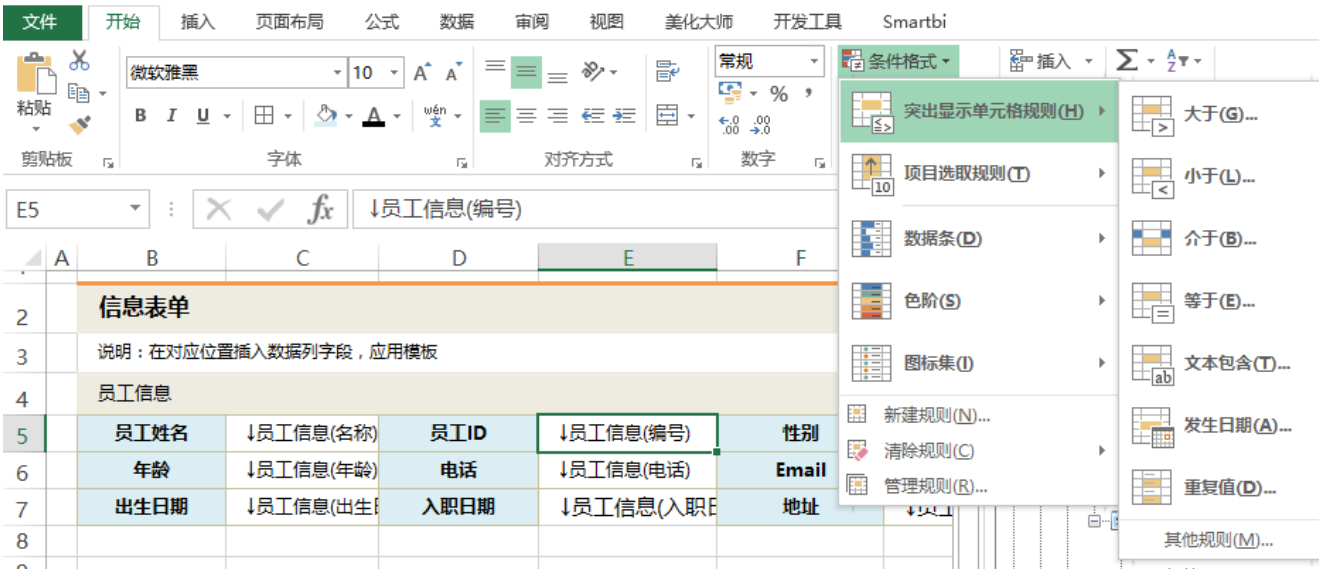 文件 开始 插入 页面布局 公式 数据 审阅 视图 美化大师 开发工具 Smartbi
粘贴
剪贴板
微软雅黑 10 A A
B I U A wén 文
字体
对齐方式
常规
% ,
←.0 .00 .00 →.0
数字
条件格式
插入
Σ A Z
E5 fx ↓员工信息(编号)
A B C D E F
2 信息表单
3 说明：在对应位置插入数据列字段，应用模板
4 员工信息
5 员工姓名 ↓员工信息(名称) 员工ID ↓员工信息(编号) 性别
6 年龄 ↓员工信息(年龄) 电话 ↓员工信息(电话) Email
7 出生日期 ↓员工信息(出生 入职日期 ↓员工信息(入职 地址
8
突出显示单元格规则(H)
10 项目选取规则(T)
数据条(D)
色阶(S)
图标集(I)
新建规则(N)...
清除规则(C)
管理规则(R)...
> 大于(G)...
< 小于(L)...
介于(B)...
= 等于(E)...
ab 文本包含(T)...
发生日期(A)...
重复值(D)...
其他规则(M)...